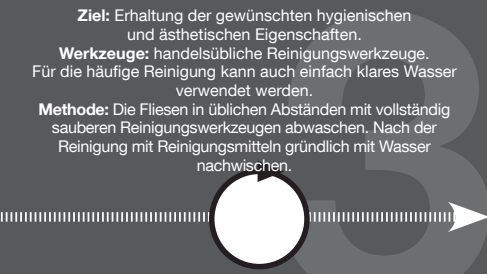 Ziel: Erhaltung der gewünschten hygienischen
und ästhetischen Eigenschaften.
Werkzeuge: handelsübliche Reinigungswerkzeuge.
Für die häufige Reinigung kann auch einfach klares Wasser
verwendet werden.
Methode: Die Fliesen in üblichen Abständen mit vollständig
sauberen Reinigungswerkzeugen abwaschen. Nach der
Reinigung mit Reinigungsmitteln gründlich mit Wasser
nachwischen.
3